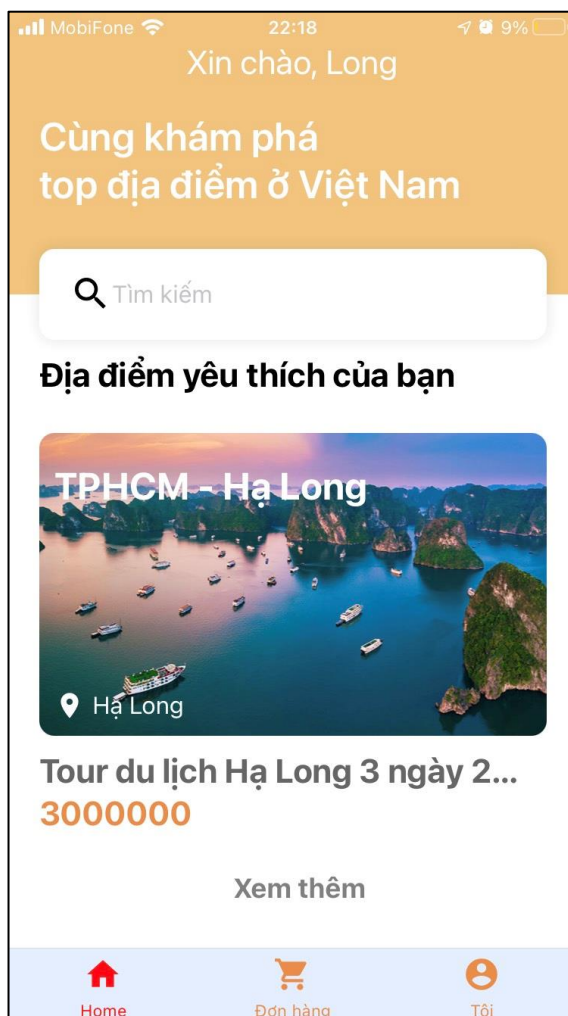 MobiFone 22:18 9%
Xin chào, Long
Cùng khám phá
top địa điểm ở Việt Nam
Tìm kiếm
Địa điểm yêu thích của bạn
TPHCM - Hạ Long
Hạ Long
Tour du lịch Hạ Long 3 ngày 2...
3000000
Xem thêm
Home Đơn hàng Tôi